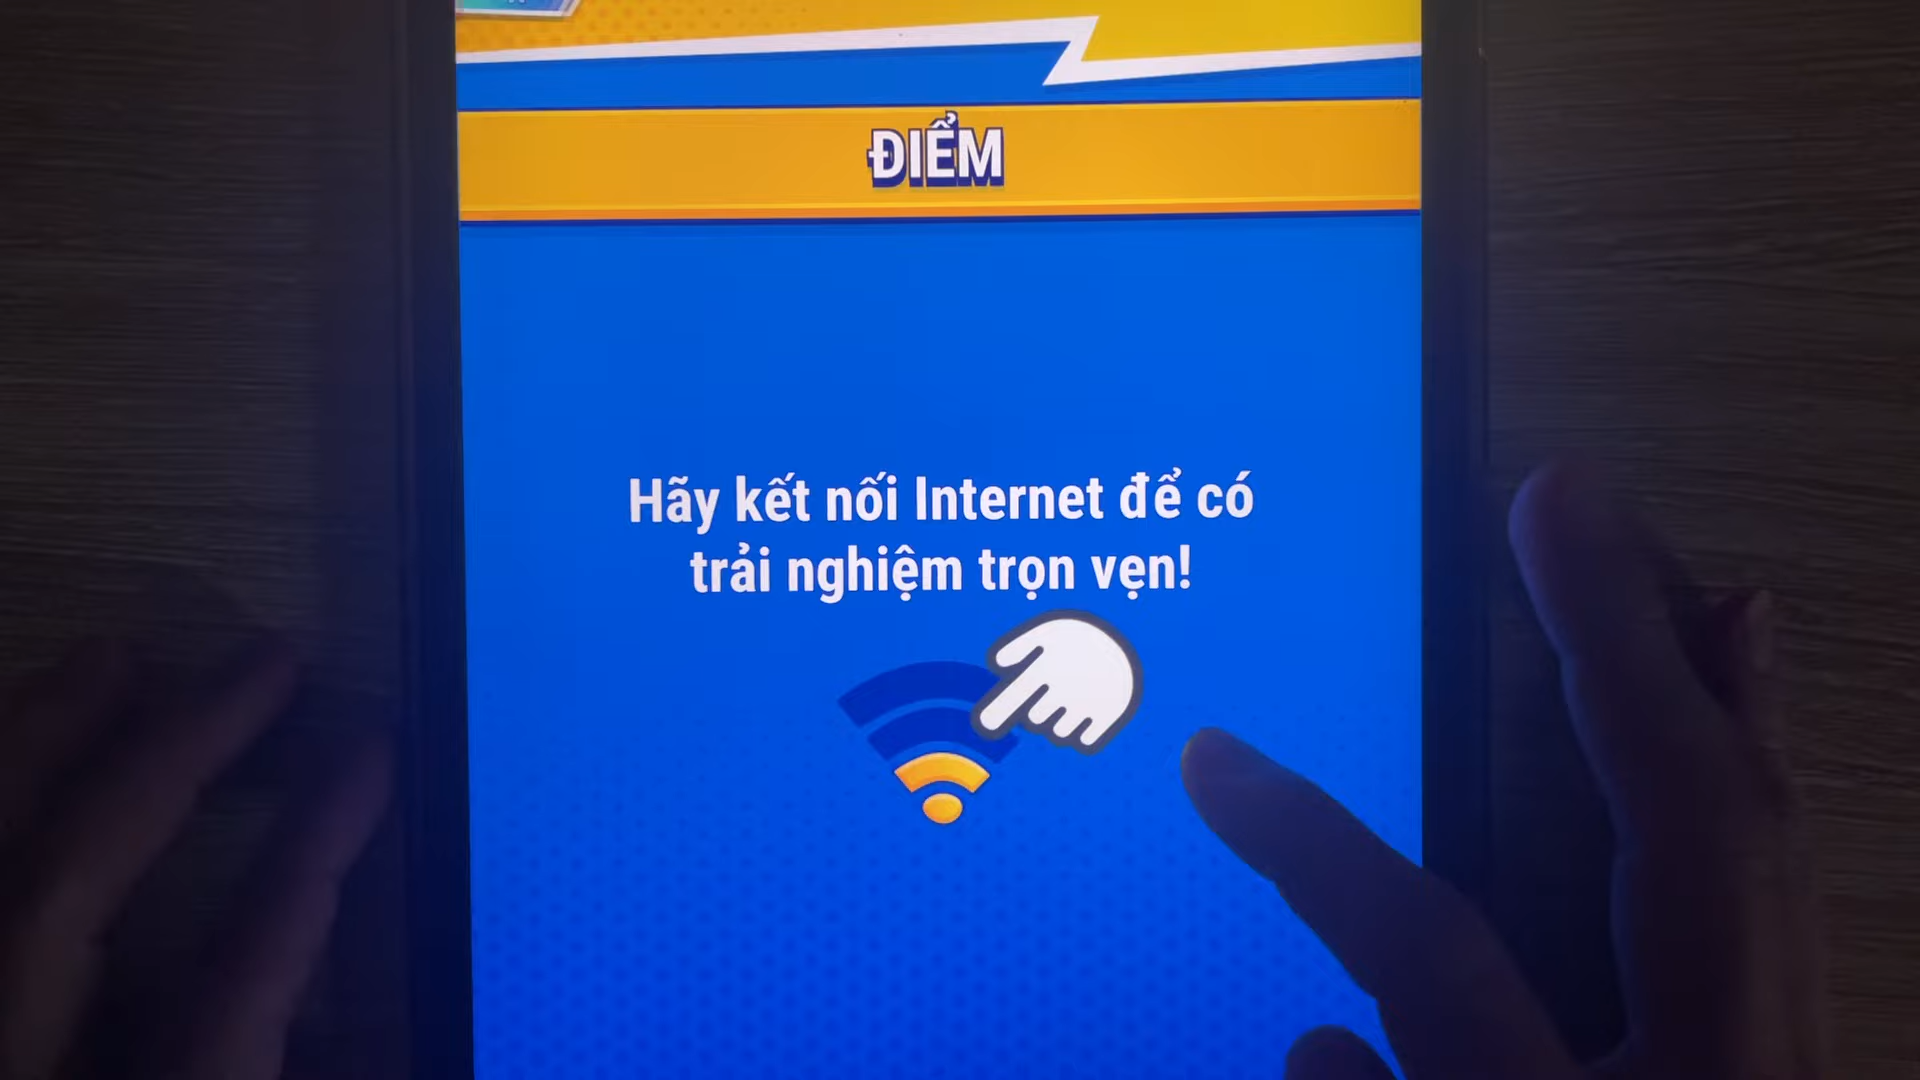 ĐIỂM
Hãy kết nối Internet để có
trải nghiệm trọn vẹn!